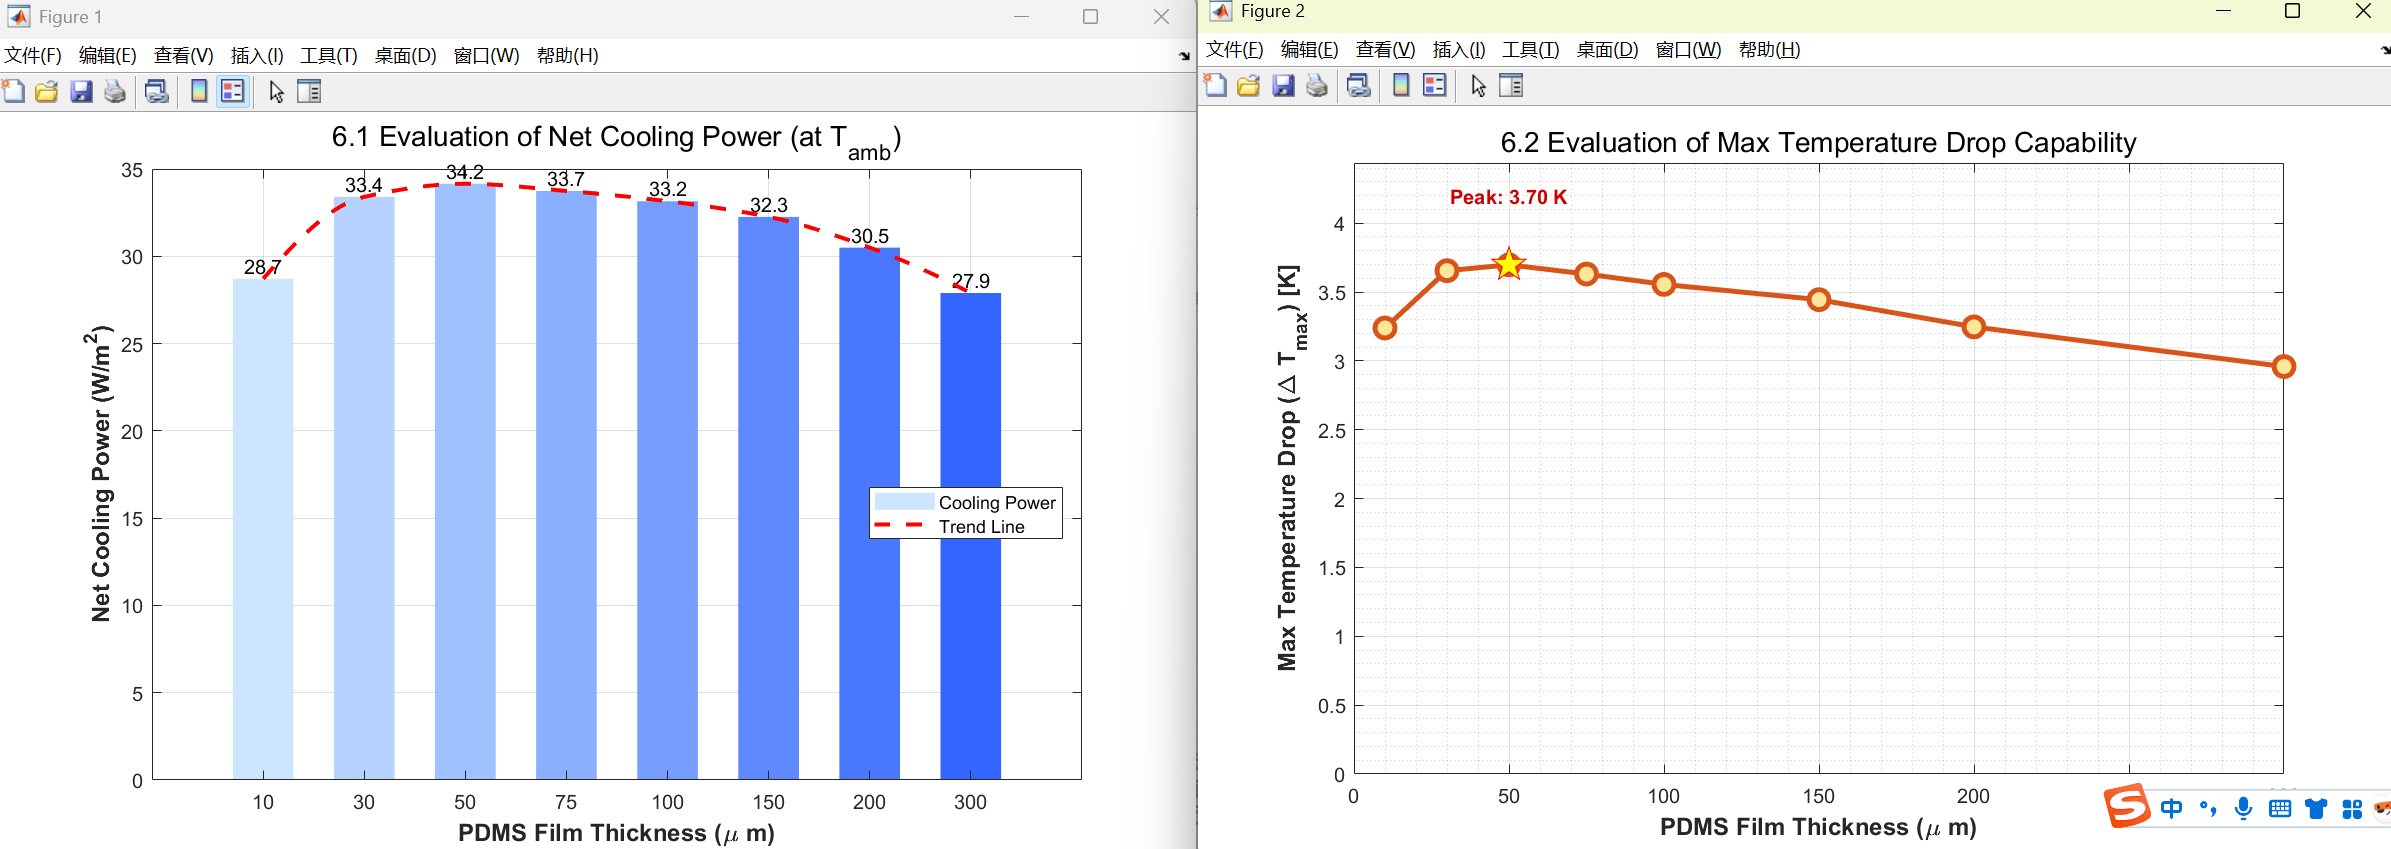 Figure 1
文件(F) 编辑(E) 查看(V) 插入(I) 工具(T) 桌面(D) 窗口(W) 帮助(H)
6.1 Evaluation of Net Cooling Power (at Tamb)
35
30
25
20
15
10
5
0
Net Cooling Power (W/m2)
28.7
33.4
34.2
33.7
33.2
32.3
30.5
27.9
Cooling Power
Trend Line
10 30 50 75 100 150 200 300
PDMS Film Thickness (μ m)
Figure 2
文件(F) 编辑(E) 查看(V) 插入(I) 工具(T) 桌面(D) 窗口(W) 帮助(H)
6.2 Evaluation of Max Temperature Drop Capability
Peak: 3.70 K
4
3.5
3
2.5
2
1.5
1
0.5
0
Max Temperature Drop (Δ Tmax) [K]
0 50 100 150 200
PDMS Film Thickness (μ m)
S 中